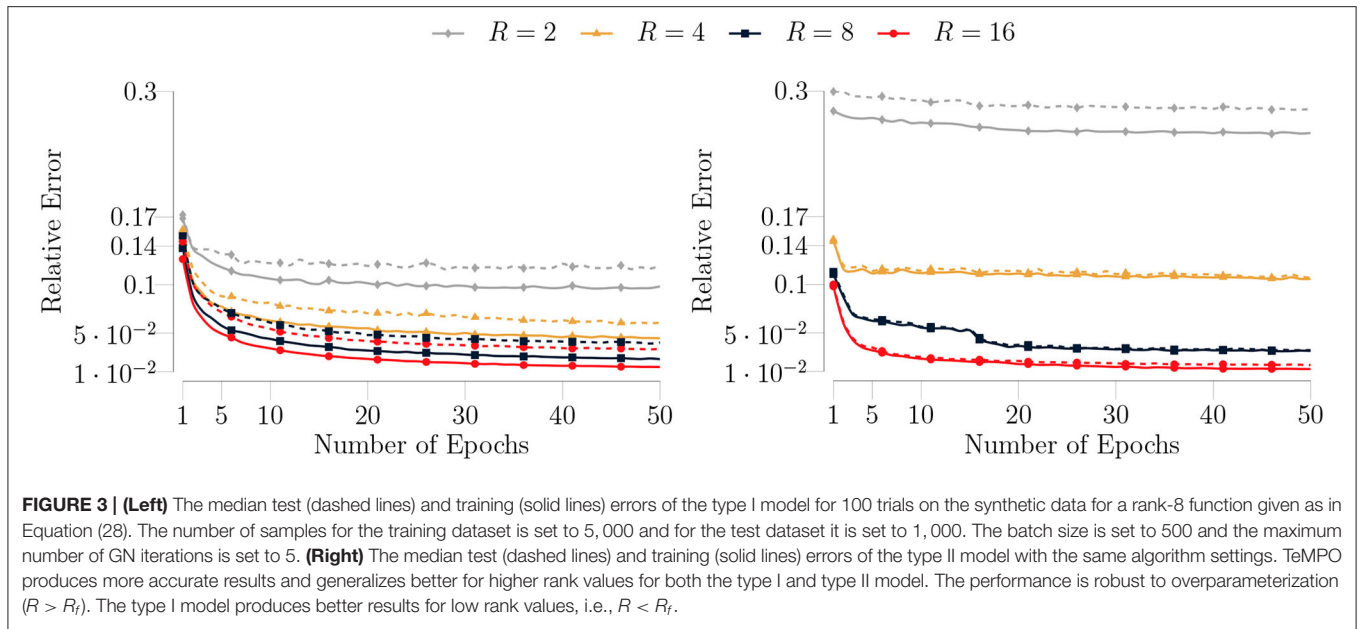 R = 2 R = 4 R = 8 R = 16
0.3
0.17
0.14
0.1
5 · 10⁻²
1 · 10⁻²
Relative Error
1 5 10 20 30 40 50
Number of Epochs
0.3
0.17
0.14
0.1
5 · 10⁻²
1 · 10⁻²
Relative Error
1 5 10 20 30 40 50
Number of Epochs
FIGURE 3 | (Left) The median test (dashed lines) and training (solid lines) errors of the type I model for 100 trials on the synthetic data for a rank-8 function given as in
Equation (28). The number of samples for the training dataset is set to 5, 000 and for the test dataset it is set to 1, 000. The batch size is set to 500 and the maximum
number of GN iterations is set to 5. (Right) The median test (dashed lines) and training (solid lines) errors of the type II model with the same algorithm settings. TeMPO
produces more accurate results and generalizes better for higher rank values for both the type I and type II model. The performance is robust to overparameterization
(R > R_f). The type I model produces better results for low rank values, i.e., R < R_f.